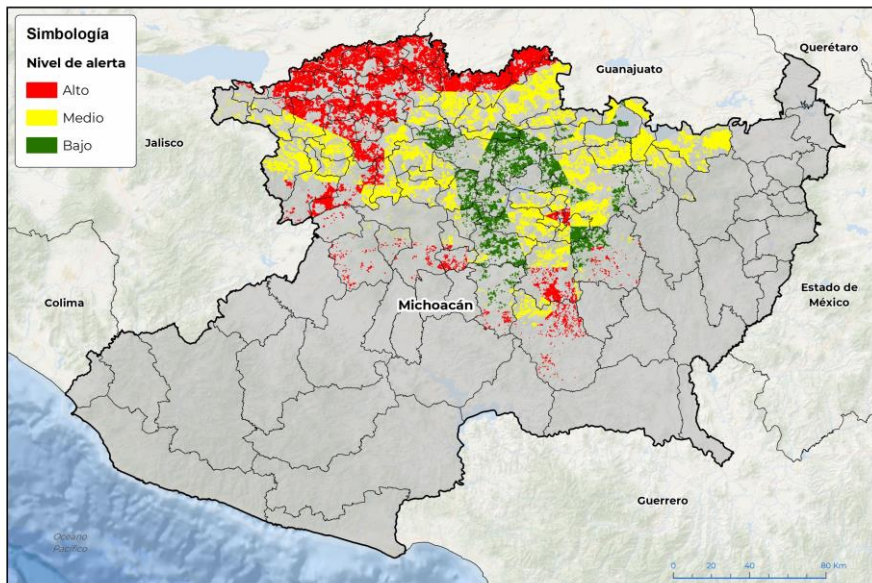 Simbología
Nivel de alerta
Alto
Medio
Bajo
Querétaro
Guanajuato
Jalisco
Colima
Michoacán
Estado de
México
Guerrero
Océano
Pacífico
0 20 40 80 Km